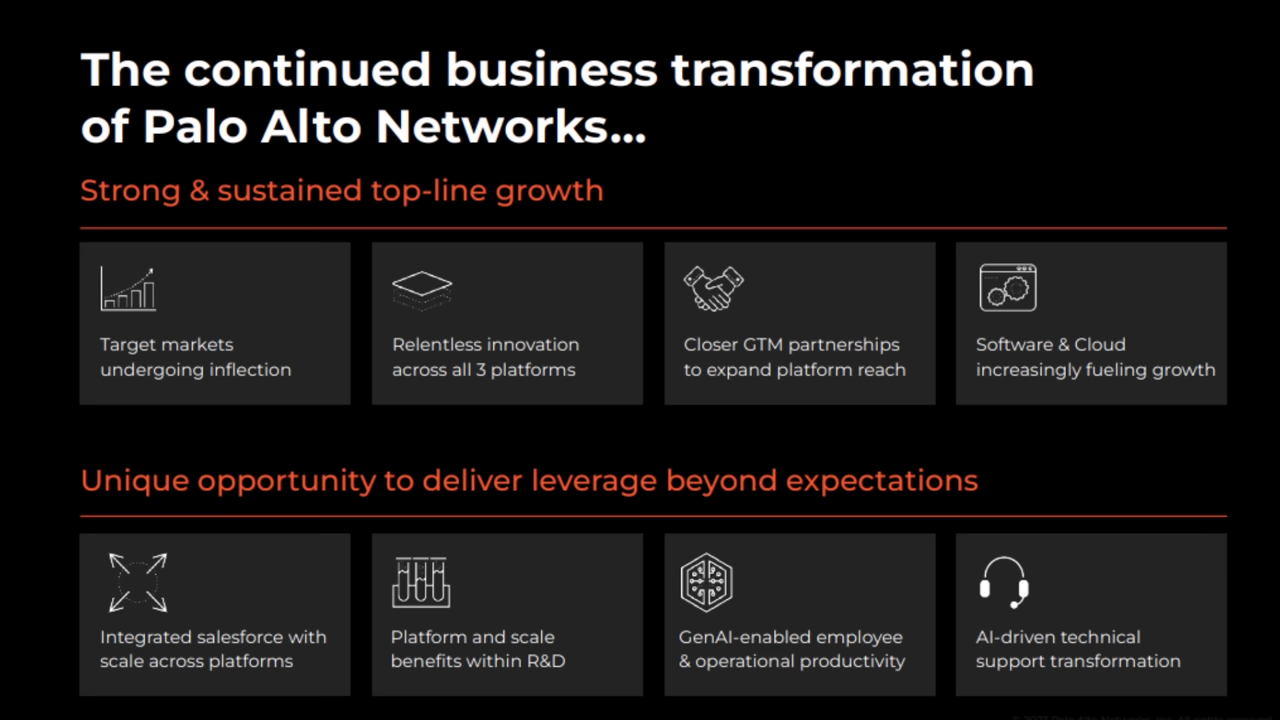 The continued business transformation
of Palo Alto Networks...
Strong & sustained top-line growth
Target markets
undergoing inflection
Relentless innovation
across all 3 platforms
Closer GTM partnerships
to expand platform reach
Software & Cloud
increasingly fueling growth
Unique opportunity to deliver leverage beyond expectations
Integrated salesforce with
scale across platforms
Platform and scale
benefits within R&D
GenAI-enabled employee
& operational productivity
AI-driven technical
support transformation